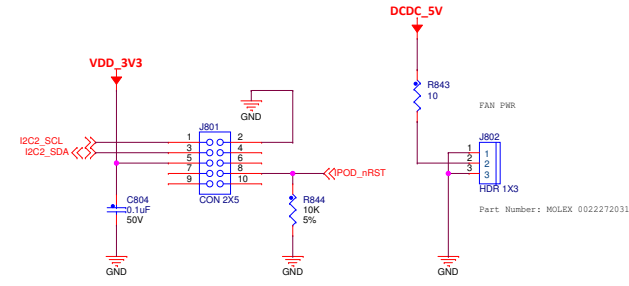 DCDC_5V
VDD_3V3
R843
10
FAN PWR
GND
J801
J802
I2C2_SCL
I2C2_SDA
1 2
3 4
5 6
7 8
9 10
CON 2X5
IPOD_nRST
1 1
2 2
3 3
HDR 1X3
C804
0.1uF
50V
R844
10K
5%
Part Number: MOLEX 0022272031
GND
GND
GND